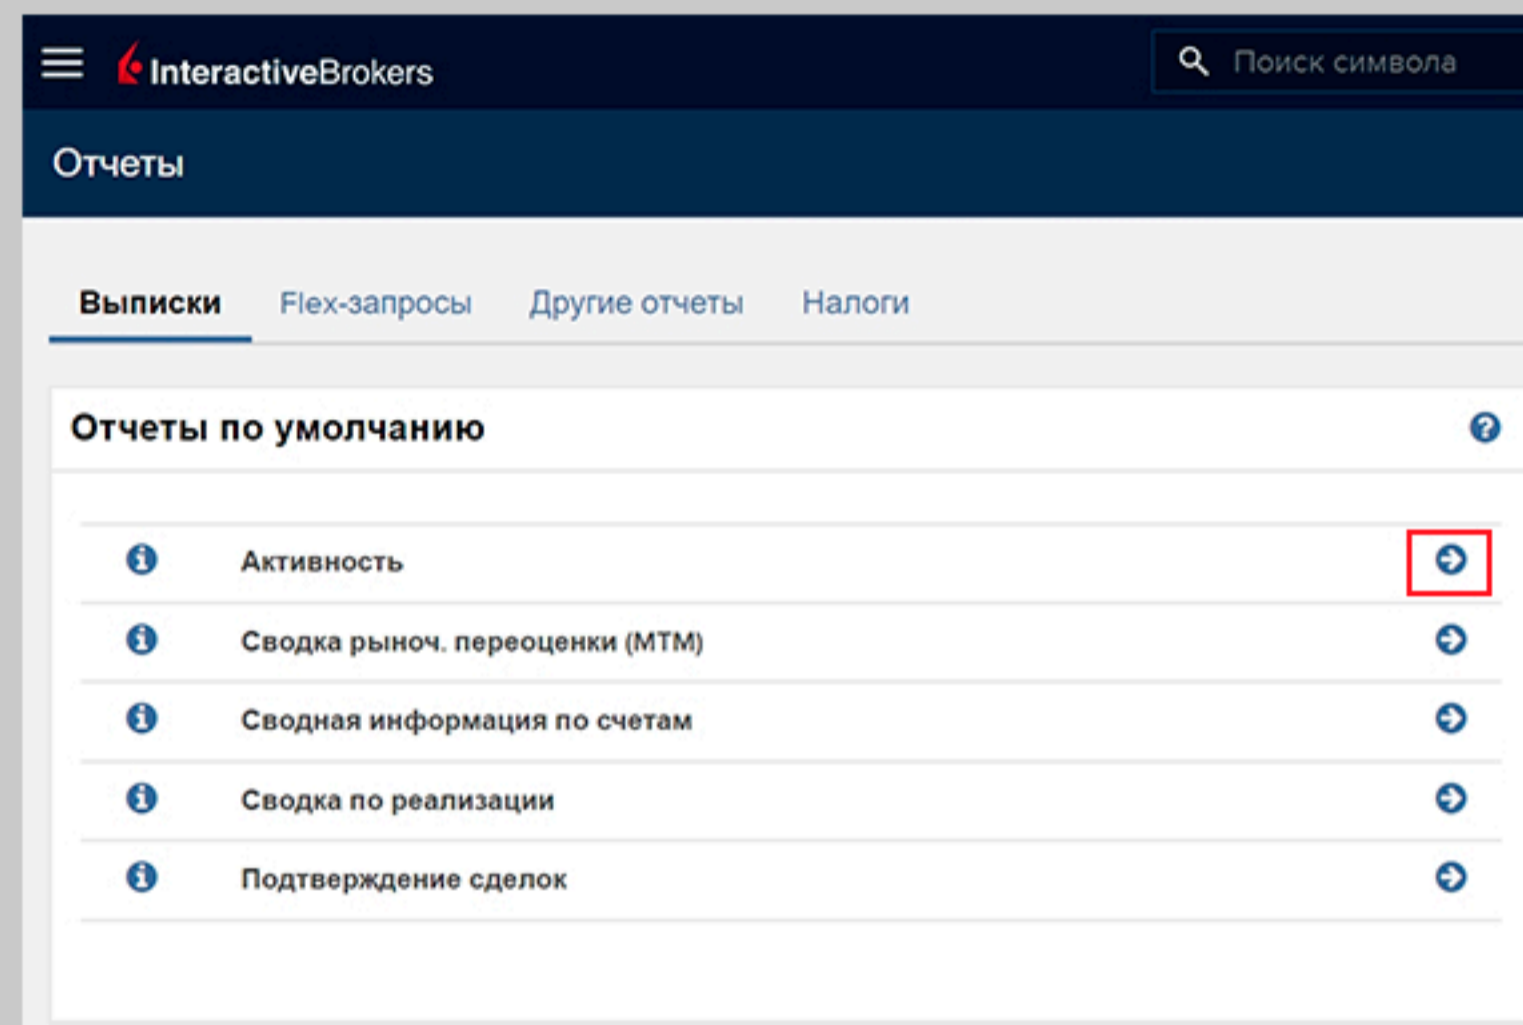 InteractiveBrokers
Поиск символа
Отчеты
Выписки Flex-запросы Другие отчеты Налоги
Отчеты по умолчанию
Активность
Сводка рыноч. переоценки (МТМ)
Сводная информация по счетам
Сводка по реализации
Подтверждение сделок